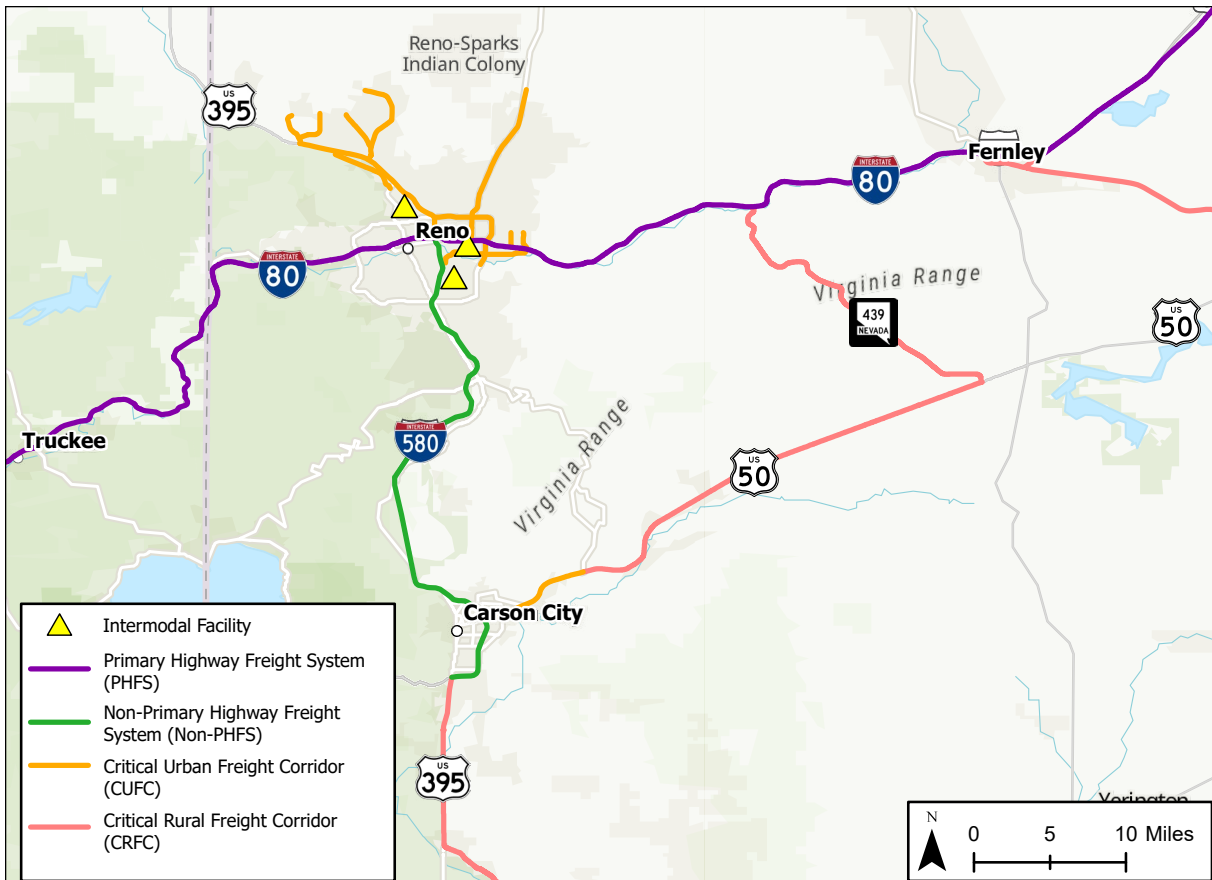 Reno-Sparks
Indian Colony
US
395
Fernley
INTERSTATE
80
Reno
INTERSTATE
80
Virginia Range
439
NEVADA
US
50
Truckee
INTERSTATE
580
Virginia Range
US
50
Carson City
US
395
Yerington
Intermodal Facility
Primary Highway Freight System
(PHFS)
Non-Primary Highway Freight
System (Non-PHFS)
Critical Urban Freight Corridor
(CUFC)
Critical Rural Freight Corridor
(CRFC)
N
0 5 10 Miles